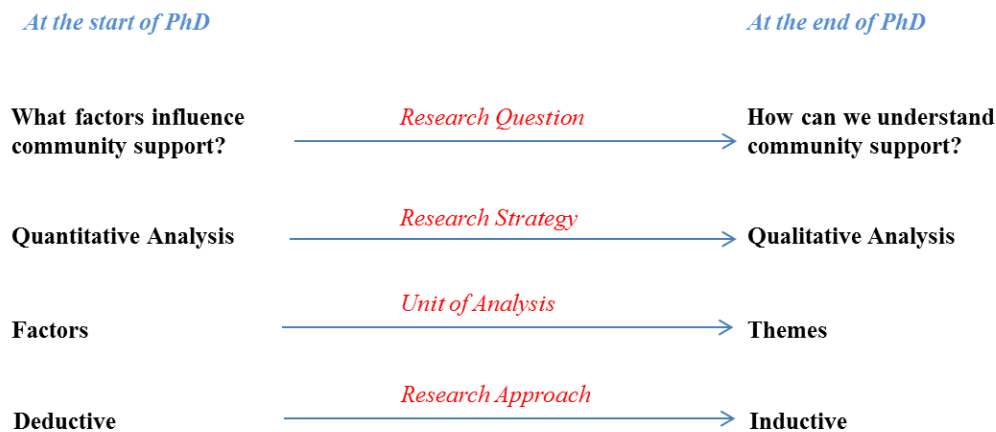 At the start of PhD
At the end of PhD
What factors influence
community support?
Research Question
How can we understand
community support?
Quantitative Analysis
Research Strategy
Qualitative Analysis
Factors
Unit of Analysis
Themes
Deductive
Research Approach
Inductive